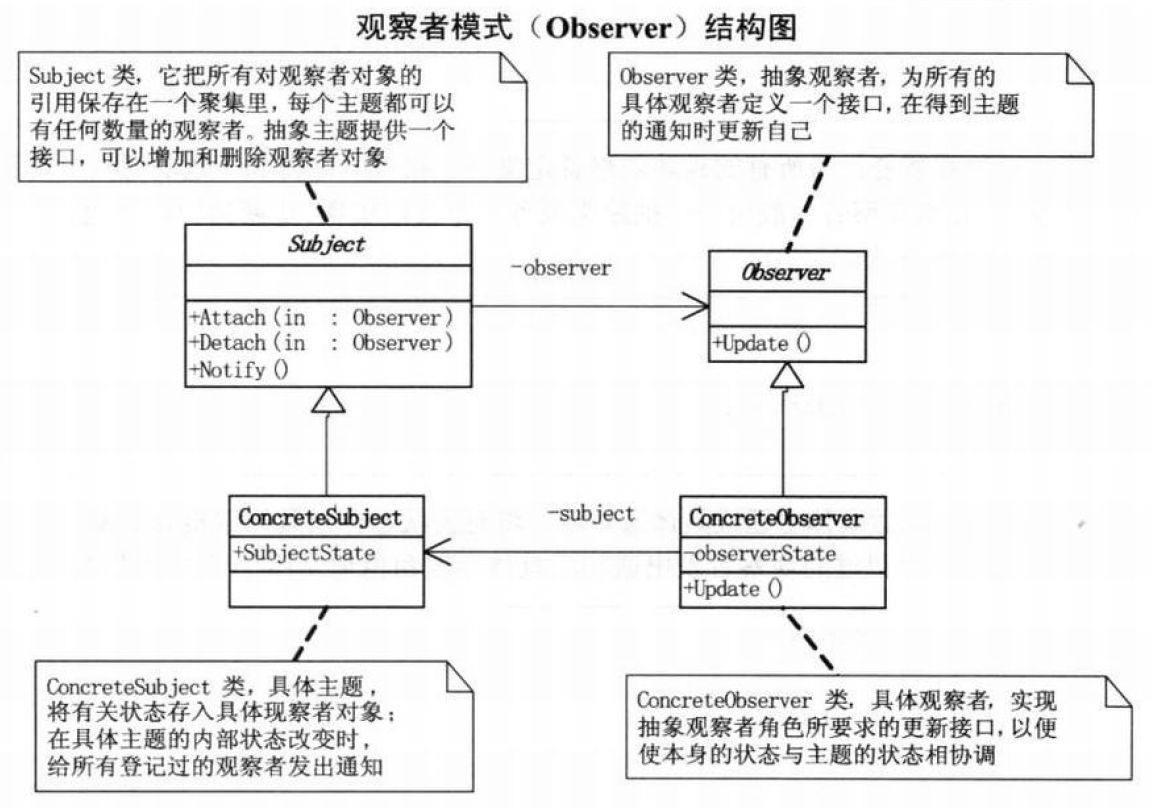 观察者模式（Observer）结构图
Subject 类，它把所有对观察者对象的
引用保存在一个聚集里，每个主题都可以
有任何数量的观察者。抽象主题提供一个
接口，可以增加和删除观察者对象
Observer 类，抽象观察者，为所有的
具体观察者定义一个接口，在得到主题
的通知时更新自己
Subject
+Attach(in : Observer)
+Detach(in : Observer)
+Notify()
-observer
Observer
+Update()
ConcreteSubject
+SubjectState
-subject
ConcreteObserver
-observerState
+Update()
ConcreteSubject 类，具体主题，
将有关状态存入具体现察者对象；
在具体主题的内部状态改变时，
给所有登记过的观察者发出通知
ConcreteObserver 类，具体观察者，实现
抽象观察者角色所要求的更新接口，以便
使本身的状态与主题的状态相协调